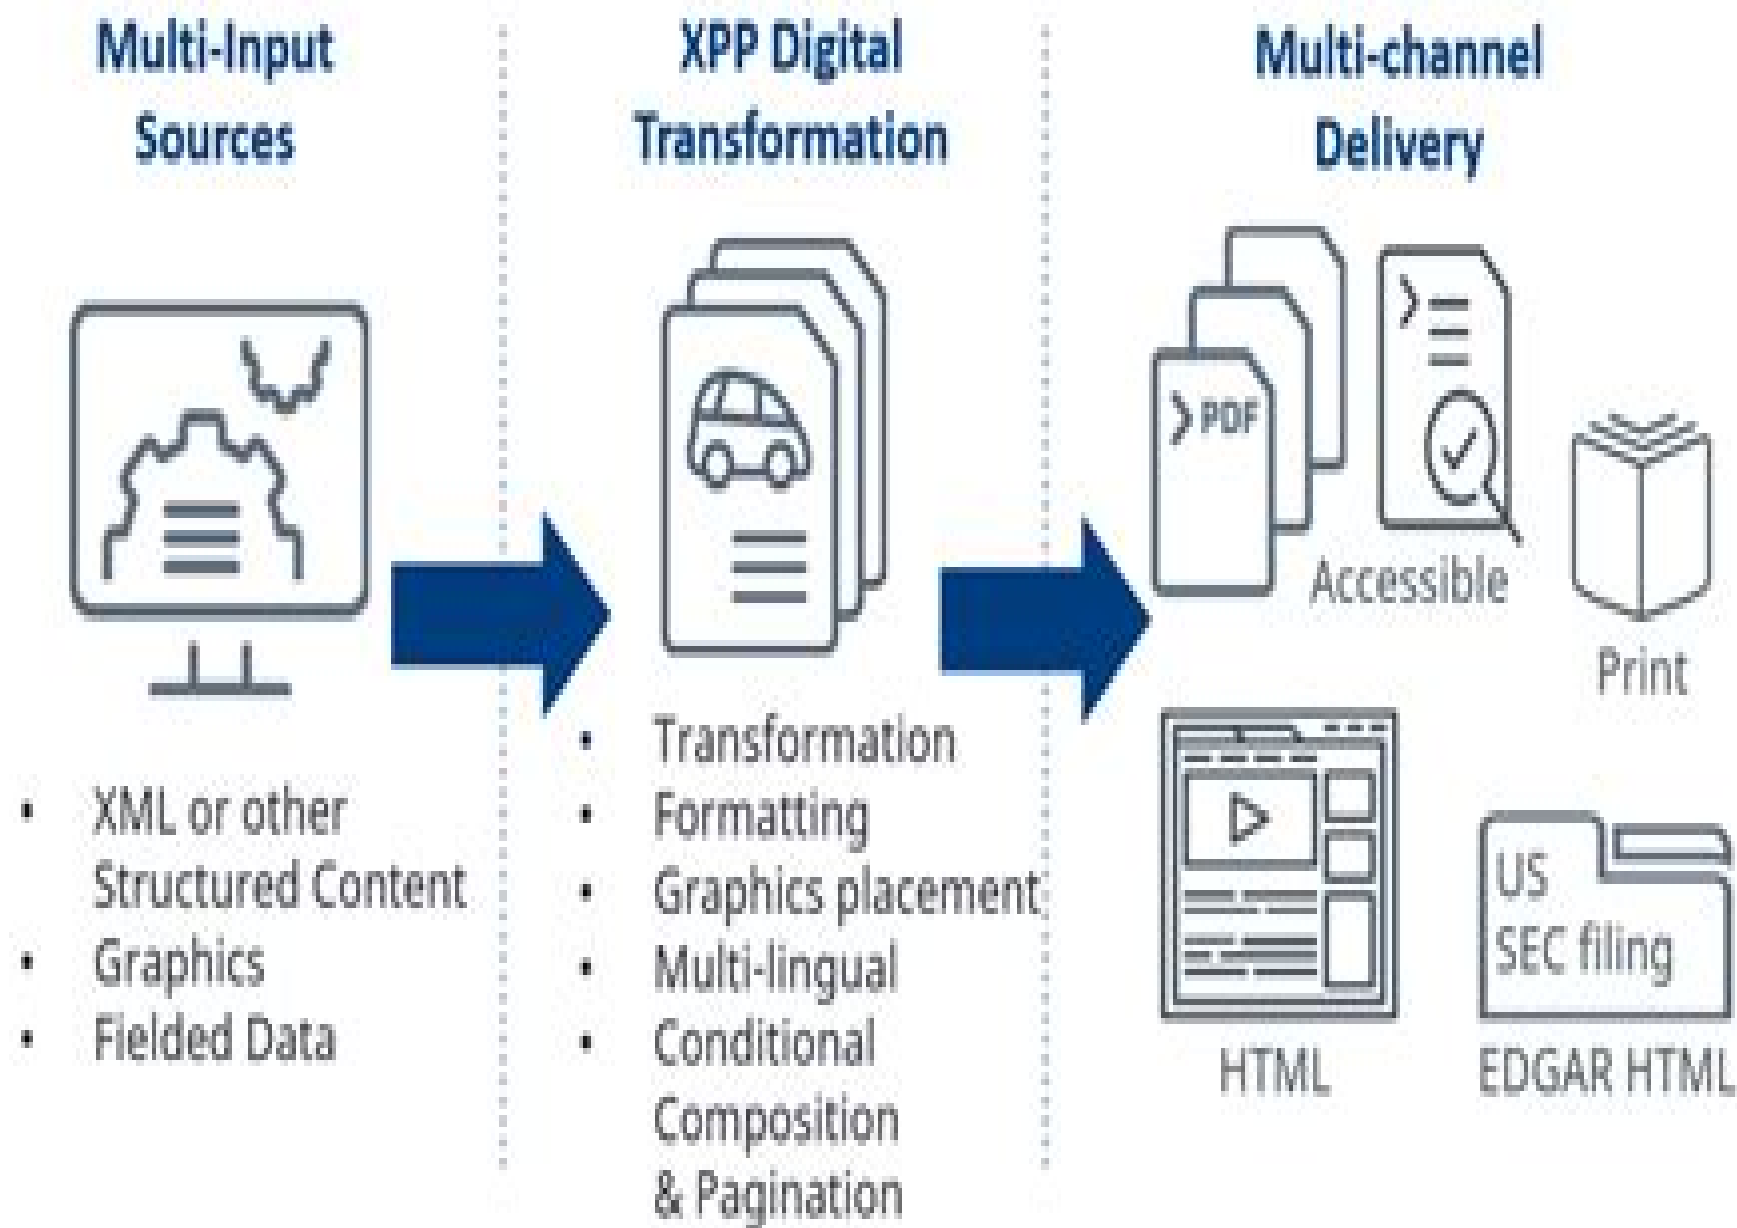 Multi-Input
Sources
• XML or other
Structured Content
• Graphics
• Fielded Data
XPP Digital
Transformation
• Transformation
• Formatting
• Graphics placement
• Multi-lingual
• Conditional
Composition
& Pagination
Multi-channel
Delivery
PDF
Accessible
Print
HTML
US
SEC filing
EDGAR HTML